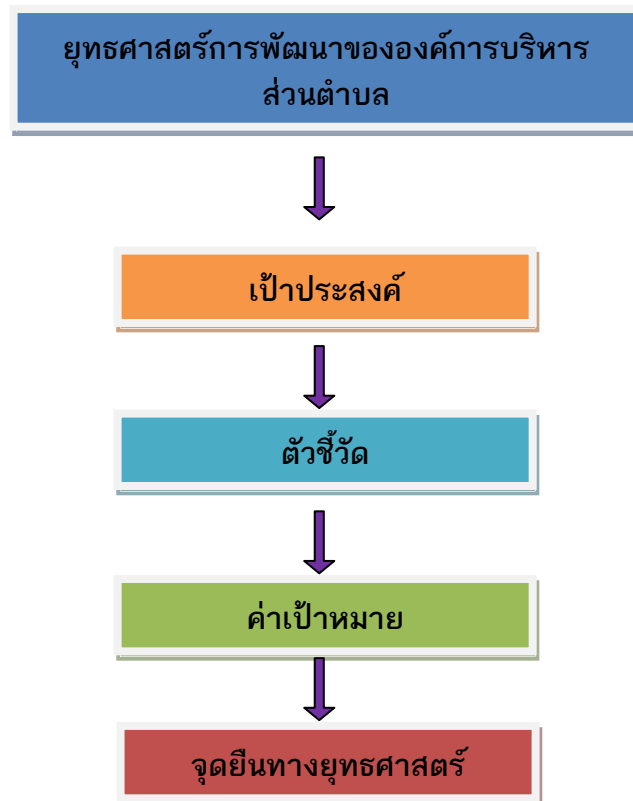 ยุทธศาสตร์การพัฒนาขององค์การบริหาร
ส่วนตำบล
เป้าประสงค์
ตัวชี้วัด
ค่าเป้าหมาย
จุดยืนทางยุทธศาสตร์